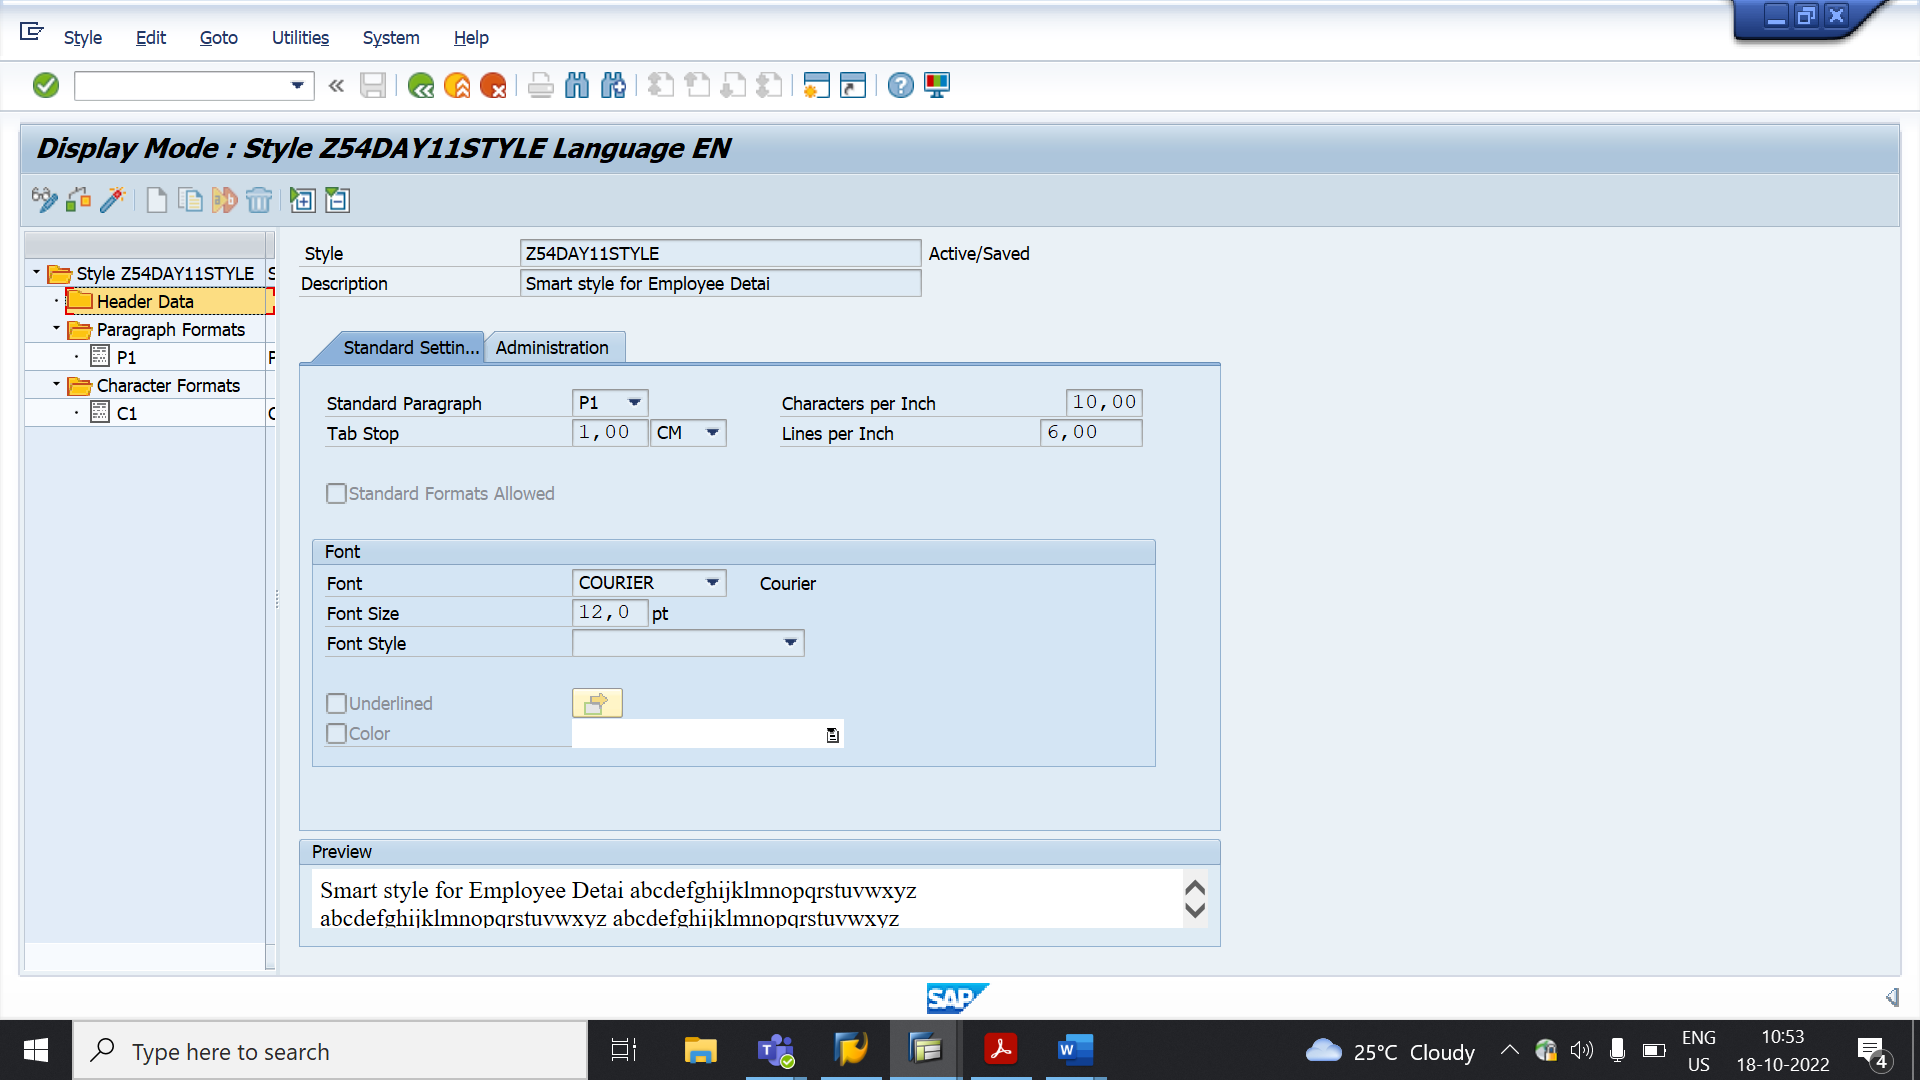 Style Edit Goto Utilities System Help
Display Mode : Style Z54DAY11STYLE Language EN
Style Z54DAY11STYLE S
Header Data
Paragraph Formats
P1 P
Character Formats
C1 C
Style Z54DAY11STYLE Active/Saved
Description Smart style for Employee Detai
Standard Settin... Administration
Standard Paragraph P1 Characters per Inch 10,00
Tab Stop 1,00 CM Lines per Inch 6,00
Standard Formats Allowed
Font
Font COURIER Courier
Font Size 12,0 pt
Font Style
Underlined
Color
Preview
Smart style for Employee Detai abcdefghijklmnopqrstuvwxyz
abcdefghijklmnopqrstuvwxyz abcdefghijklmnopqrstuvwxyz
SAP
Type here to search
25°C Cloudy
ENG
US
10:53
18-10-2022
4